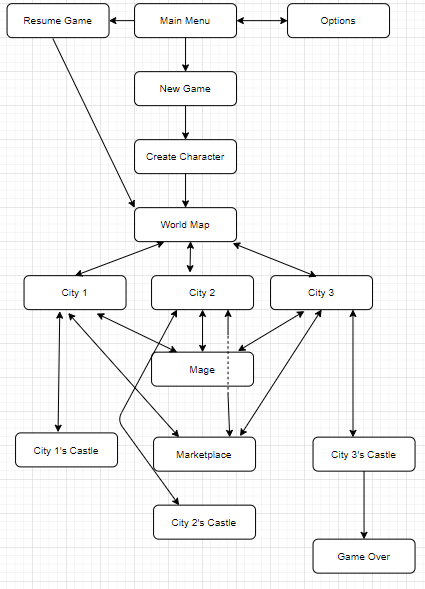 Resume Game
Main Menu
Options
New Game
Create Character
World Map
City 1
City 2
City 3
Mage
City 1's Castle
Marketplace
City 3's Castle
City 2's Castle
Game Over